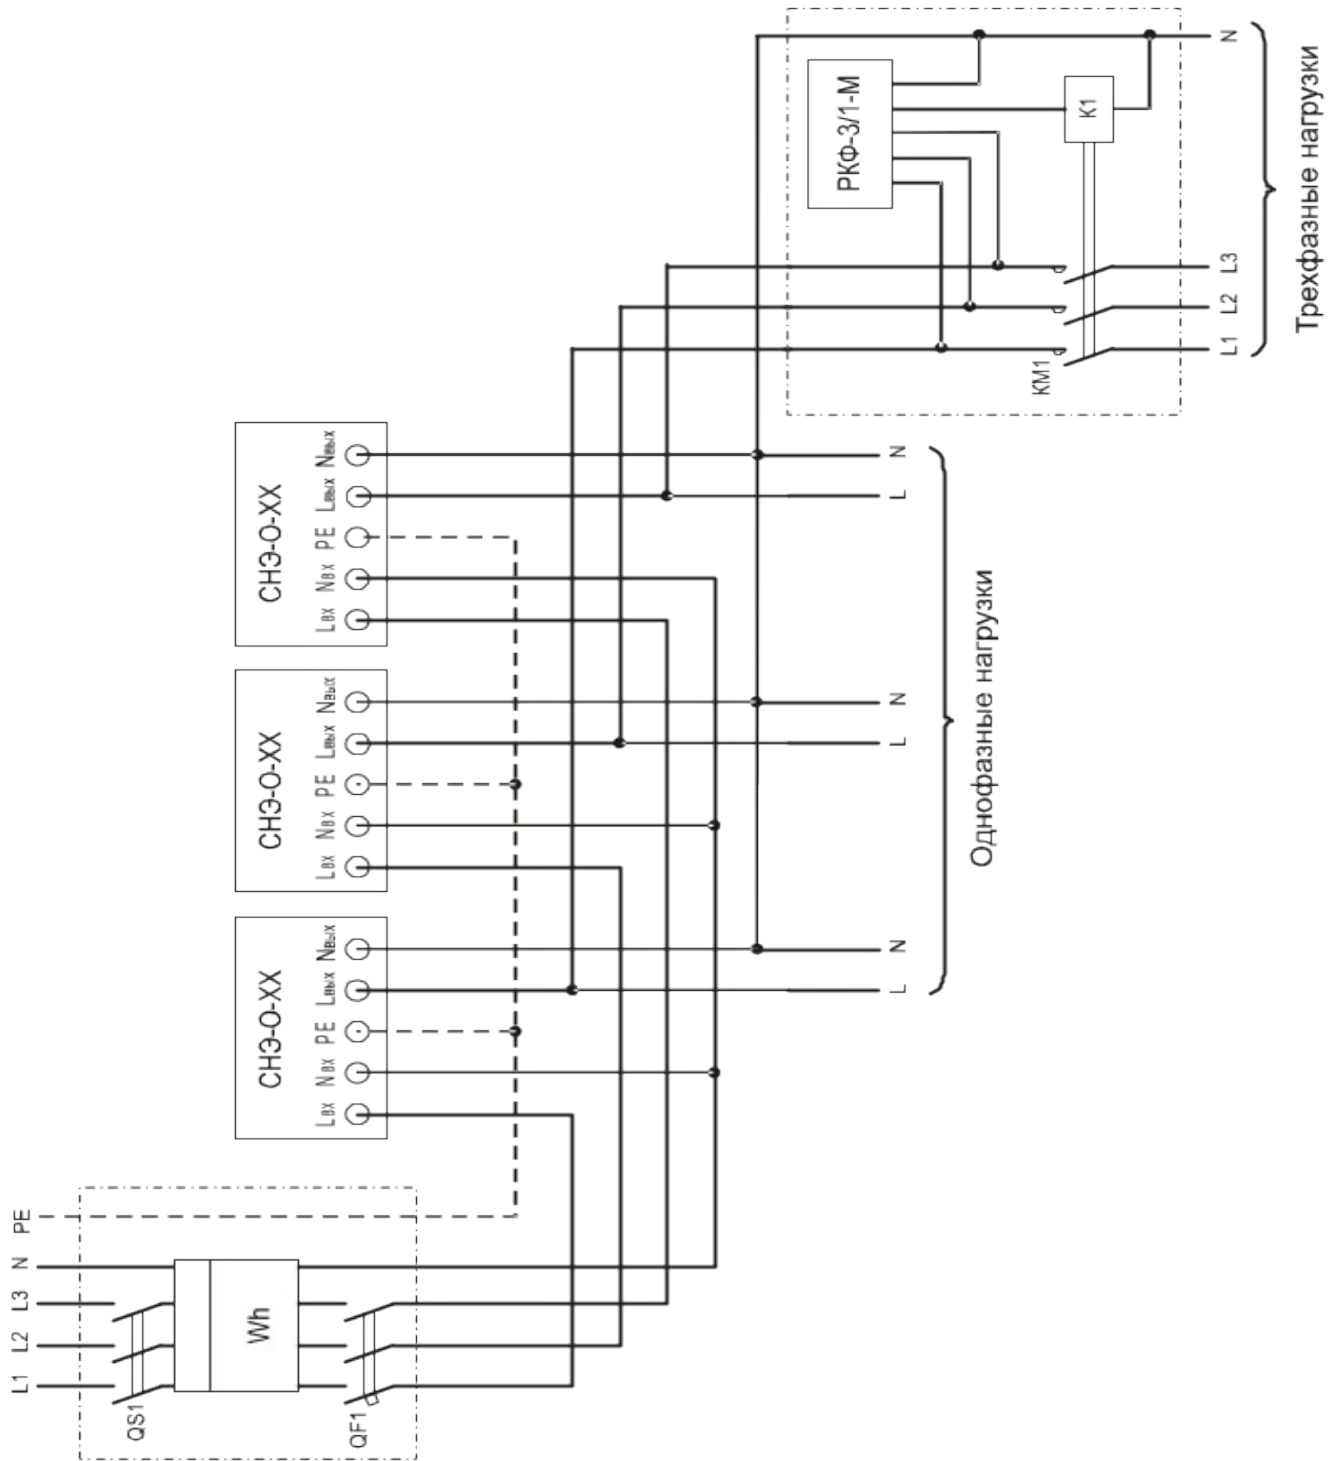 L1
L2
L3
N
PE
QS1
Wh
QF1
СНЭ-О-ХХ
Lвх
Nвх
PE
Lвых
Nвых
СНЭ-О-ХХ
Lвх
Nвх
PE
Lвых
Nвых
СНЭ-О-ХХ
Lвх
Nвх
PE
Lвых
Nвых
L
N
L
N
L
N
Однофазные нагрузки
РКФ-3/1-М
К1
КМ1
L1
L2
L3
N
Трехфазные нагрузки